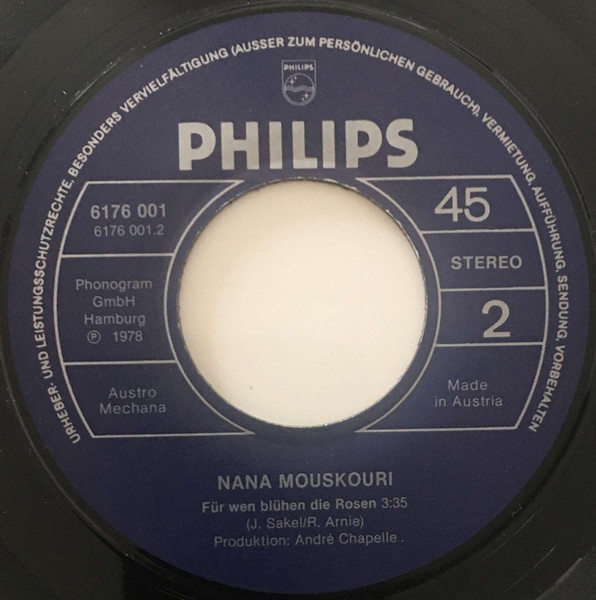 URHEBER- UND LEISTUNGSSCHUTZRECHTE, BESONDERS VERVIELFÄLTIGUNG (AUSSER ZUM PERSÖNLICHEN GEBRAUCH), VERMIETUNG, AUFFÜHRUNG, SENDUNG, VORBEHALTEN
PHILIPS
PHILIPS
6176 001
6176 001.2
45
STEREO
Phonogram
GmbH
Hamburg
Ⓟ 1978
2
Austro
Mechana
Made
in Austria
NANA MOUSKOURI
Für wen blühen die Rosen 3:35
(J. Sakel/R. Arnie)
Produktion: André Chapelle.